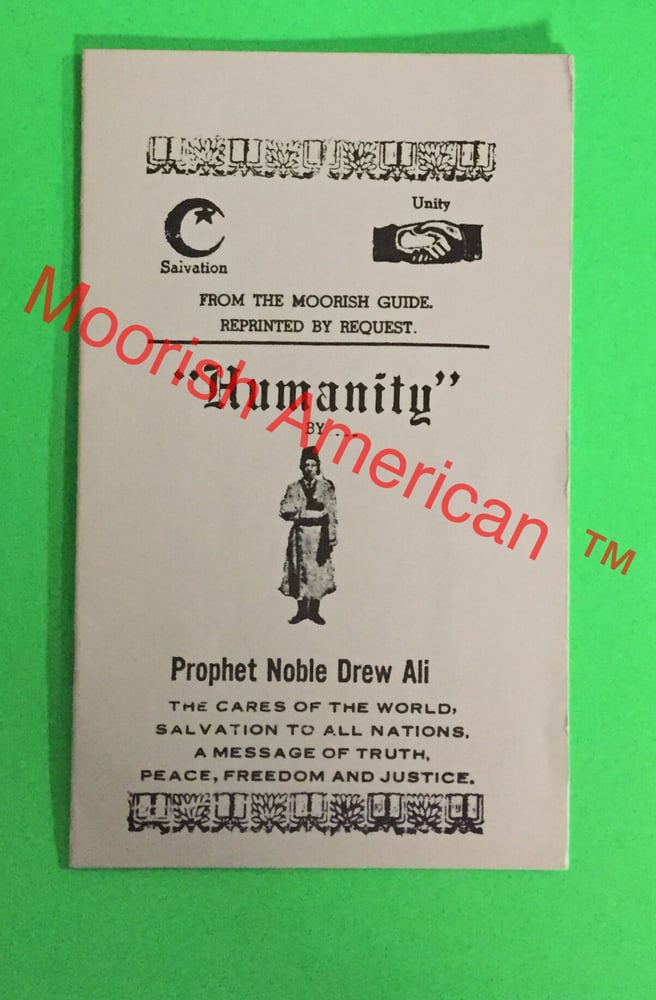 Unity
Saivation
FROM THE MOORISH GUIDE.
REPRINTED BY REQUEST.
"Humanity"
BY ---
Prophet Noble Drew Ali
THE CARES OF THE WORLD,
SALVATION TO ALL NATIONS,
A MESSAGE OF TRUTH,
PEACE, FREEDOM AND JUSTICE.
Moorish American ™